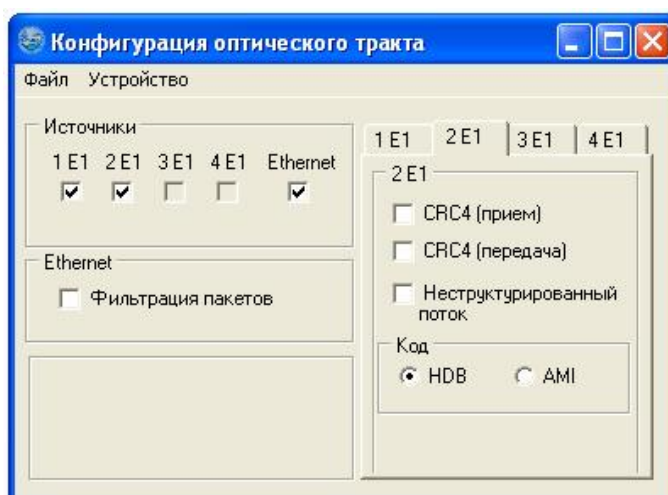 Конфигурация оптического тракта
Файл Устройство
Источники
1 E1 2 E1 3 E1 4 E1 Ethernet
Ethernet
Фильтрация пакетов
1 E1 2 E1 3 E1 4 E1
2 E1
CRC4 (прием)
CRC4 (передача)
Неструктурированный
поток
Код
HDB AMI